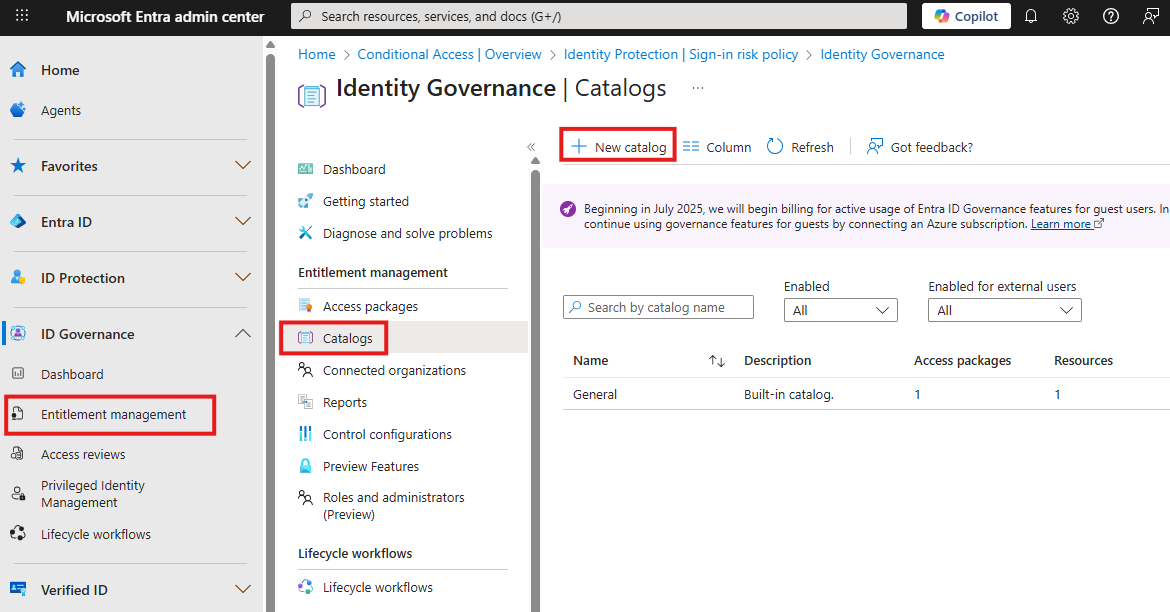 Microsoft Entra admin center
Search resources, services, and docs (G+/)
Copilot
Home
Agents
Favorites
Entra ID
ID Protection
ID Governance
Dashboard
Entitlement management
Access reviews
Privileged Identity
Management
Lifecycle workflows
Verified ID
Home > Conditional Access | Overview > Identity Protection | Sign-in risk policy > Identity Governance
Identity Governance | Catalogs ...
«
Dashboard
Getting started
Diagnose and solve problems
Entitlement management
Access packages
Catalogs
Connected organizations
Reports
Control configurations
Preview Features
Roles and administrators
(Preview)
Lifecycle workflows
Lifecycle workflows
+ New catalog Column Refresh Got feedback?
Beginning in July 2025, we will begin billing for active usage of Entra ID Governance features for guest users. In
continue using governance features for guests by connecting an Azure subscription. Learn more
Enabled Enabled for external users
Search by catalog name All All
Name Description Access packages Resources
General Built-in catalog. 1 1